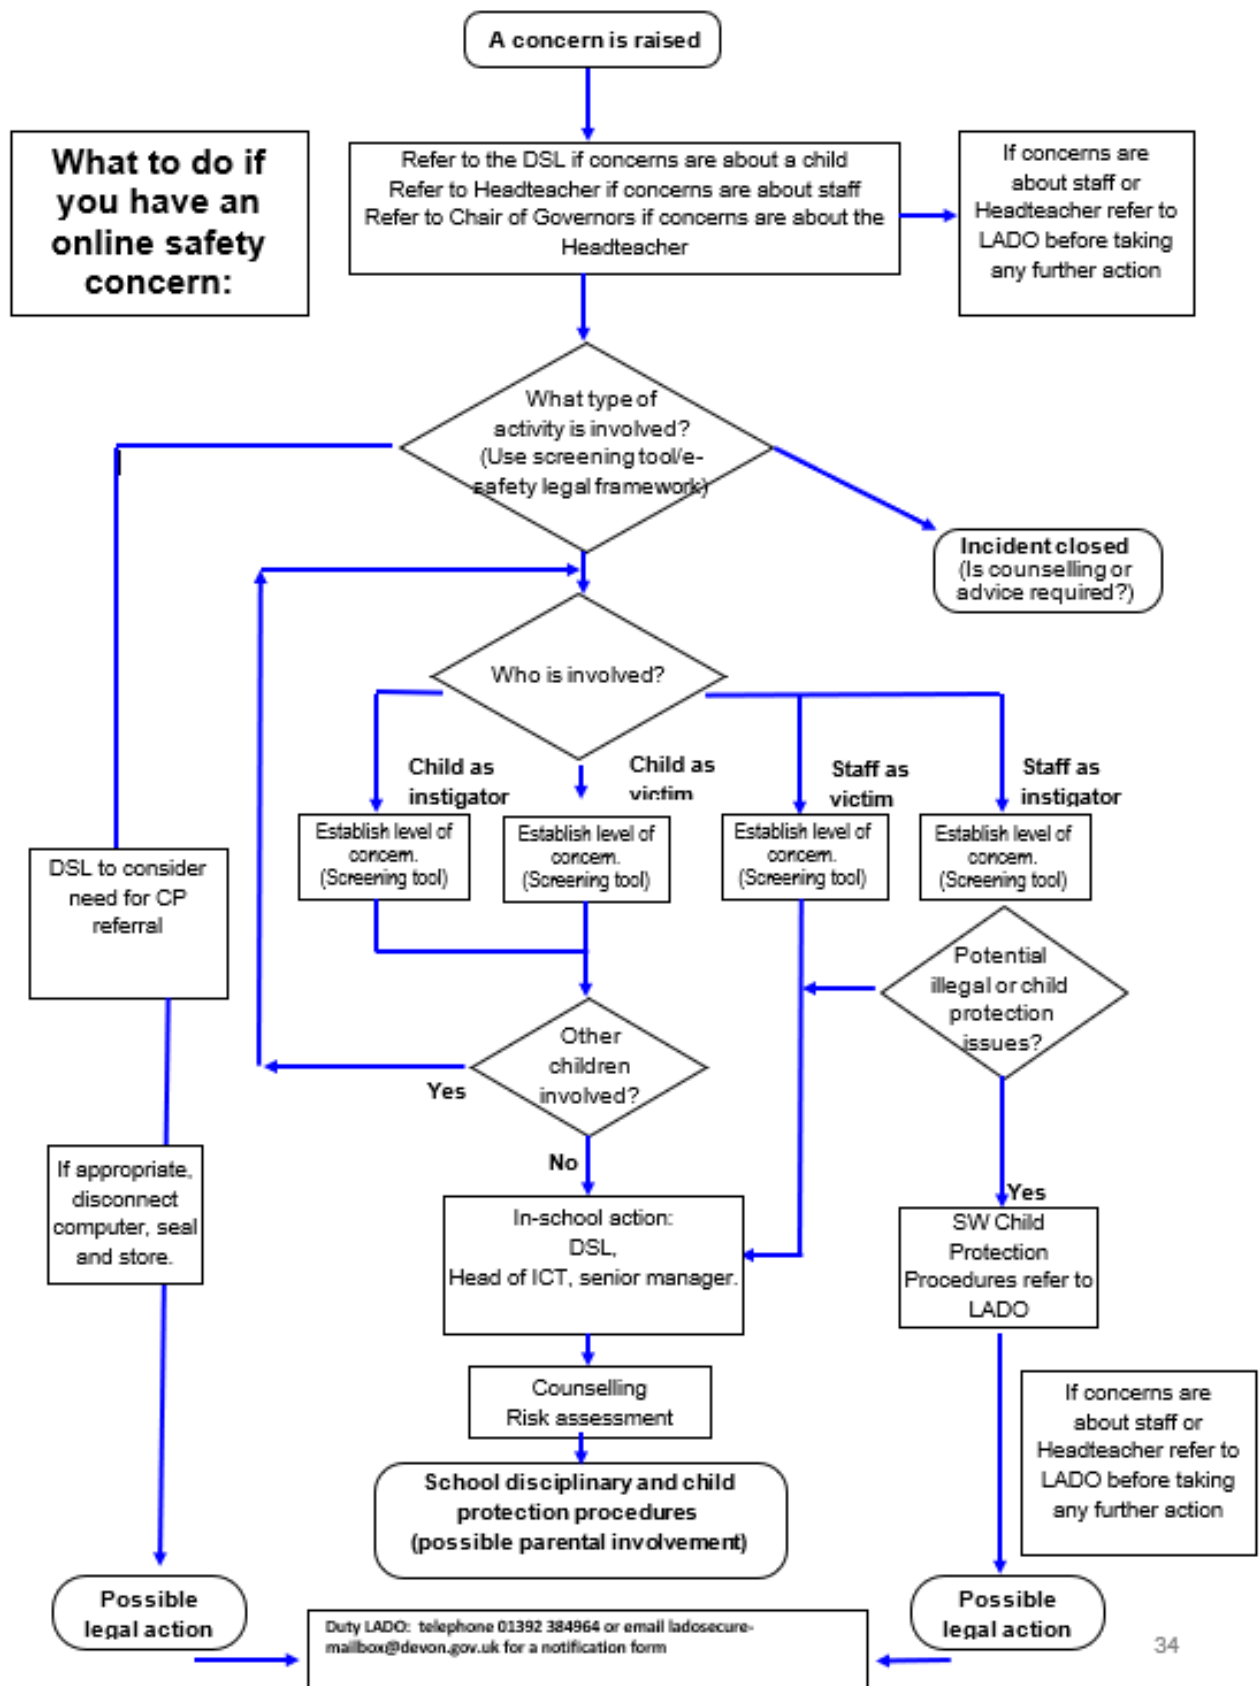 A concern is raised
What to do if
you have an
online safety
concern:
Refer to the DSL if concerns are about a child
Refer to Headteacher if concerns are about staff
Refer to Chair of Governors if concerns are about the
Headteacher
If concerns are
about staff or
Headteacher refer to
LADO before taking
any further action
What type of
activity is involved?
(Use screening tool/e-
safety legal framework)
Incident closed
(Is counselling or
advice required?)
Who is involved?
Child as
instigator
Child as
victim
Staff as
victim
Staff as
instigator
Establish level of
concern.
(Screening tool)
Establish level of
concern.
(Screening tool)
Establish level of
concern.
(Screening tool)
Establish level of
concern.
(Screening tool)
DSL to consider
need for CP
referral
Potential
illegal or child
protection
issues?
Other
children
involved?
Yes
No
If appropriate,
disconnect
computer, seal
and store.
In-school action:
DSL,
Head of ICT, senior manager.
Yes
SW Child
Protection
Procedures refer to
LADO
Counselling
Risk assessment
If concerns are
about staff or
Headteacher refer to
LADO before taking
any further action
School disciplinary and child
protection procedures
(possible parental involvement)
Possible
legal action
Possible
legal action
Duty LADO: telephone 01392 384964 or email ladosecure-
mailbox@devon.gov.uk for a notification form
34